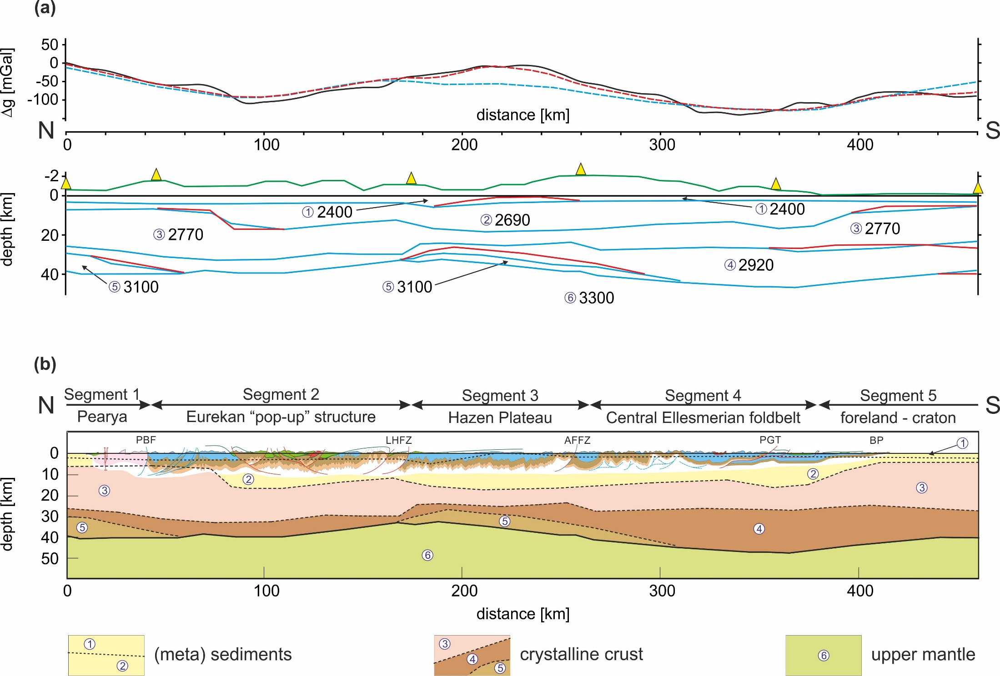 (a)
50
0
-50
-100
Δg [mGal]
distance [km]
N
S
0 100 200 300 400
-2
0
20
40
depth [km]
① 2400
② 2690
① 2400
③ 2770
③ 2770
④ 2920
⑤ 3100
⑤ 3100
⑥ 3300
(b)
N
S
Segment 1 Segment 2 Segment 3 Segment 4 Segment 5
Pearya Eurekan “pop-up” structure Hazen Plateau Central Ellesmerian foldbelt foreland - craton
PBF LHFZ AFFZ PGT BP ①
0
10
20
30
40
50
depth [km]
② ②
③ ③
⑤ ⑤ ④
⑥
0 100 200 300 400
distance [km]
① ② (meta) sediments
③ ④ ⑤ crystalline crust
⑥ upper mantle